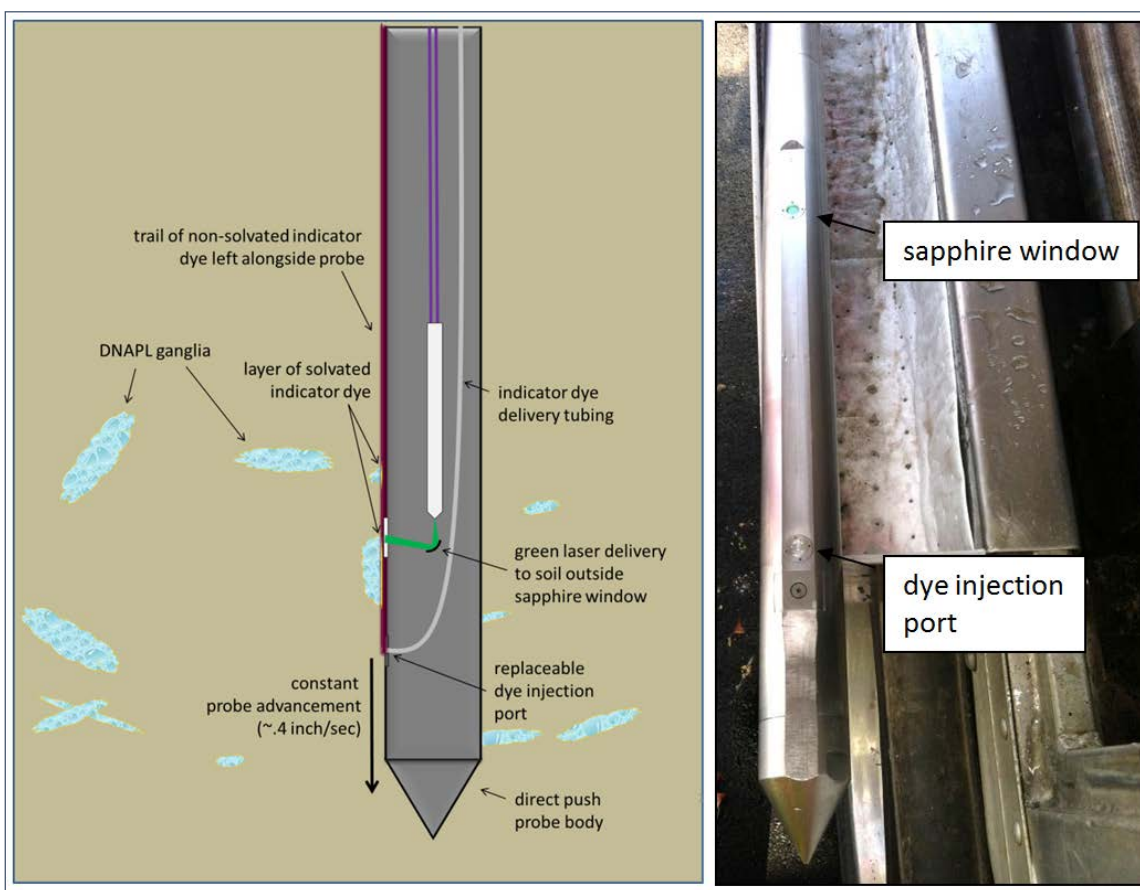 trail of non-solvated indicator
dye left alongside probe
DNAPL ganglia
layer of solvated
indicator dye
indicator dye
delivery tubing
green laser delivery
to soil outside
sapphire window
replaceable
dye injection
port
constant
probe advancement
(~.4 inch/sec)
direct push
probe body
sapphire window
dye injection
port